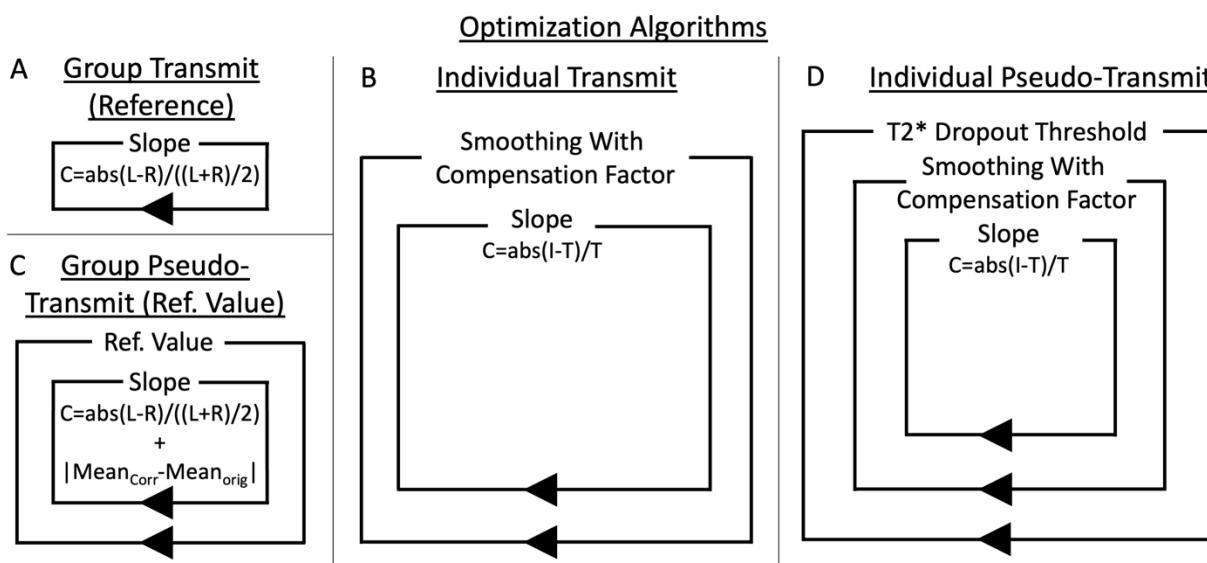 Optimization Algorithms
A
Group Transmit
(Reference)
Slope
C=abs(L-R)/((L+R)/2)
B
Individual Transmit
Smoothing With
Compensation Factor
Slope
C=abs(I-T)/T
C
Group Pseudo-
Transmit (Ref. Value)
Ref. Value
Slope
C=abs(L-R)/((L+R)/2)
+
|Mean_Corr-Mean_orig|
D
Individual Pseudo-Transmit
T2* Dropout Threshold
Smoothing With
Compensation Factor
Slope
C=abs(I-T)/T